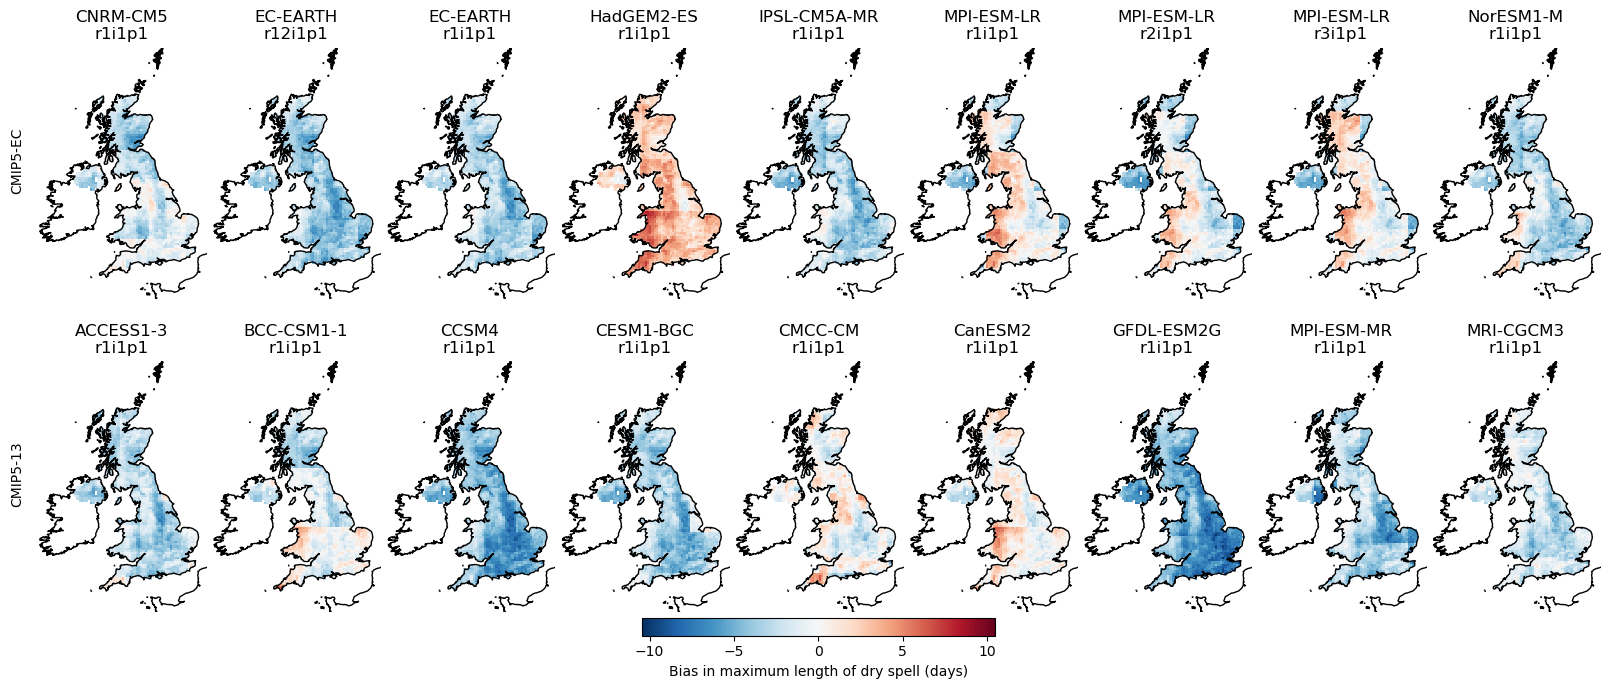 CNRM-CM5
r1i1p1
EC-EARTH
r12i1p1
EC-EARTH
r1i1p1
HadGEM2-ES
r1i1p1
IPSL-CM5A-MR
r1i1p1
MPI-ESM-LR
r1i1p1
MPI-ESM-LR
r2i1p1
MPI-ESM-LR
r3i1p1
NorESM1-M
r1i1p1
CMIP5-EC
ACCESS1-3
r1i1p1
BCC-CSM1-1
r1i1p1
CCSM4
r1i1p1
CESM1-BGC
r1i1p1
CMCC-CM
r1i1p1
CanESM2
r1i1p1
GFDL-ESM2G
r1i1p1
MPI-ESM-MR
r1i1p1
MRI-CGCM3
r1i1p1
CMIP5-13
−10 −5 0 5 10
Bias in maximum length of dry spell (days)